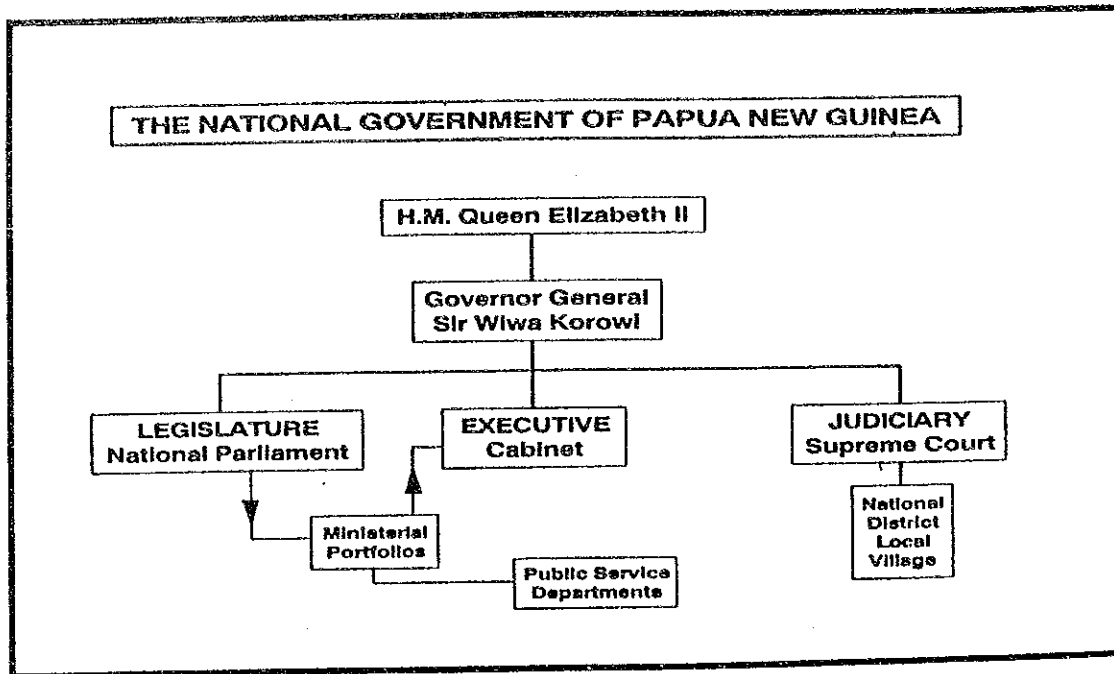 THE NATIONAL GOVERNMENT OF PAPUA NEW GUINEA
H.M. Queen Elizabeth II
Governor General
Sir Wiwa Korowi
LEGISLATURE
National Parliament
EXECUTIVE
Cabinet
JUDICIARY
Supreme Court
Ministerial
Portfolios
Public Service
Departments
National
District
Local
Village